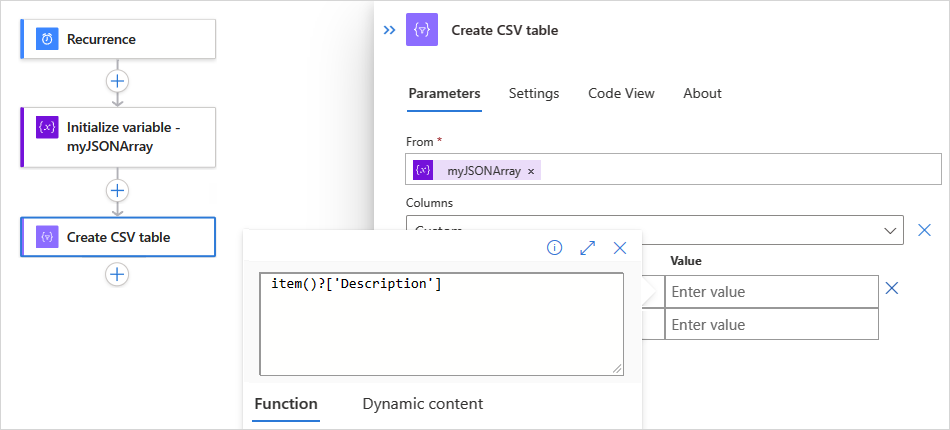 Recurrence
Initialize variable -
myJSONArray
Create CSV table
Create CSV table
Parameters Settings Code View About
From *
{x} myJSONArray ×
Columns
Value
item()?['Description']
Enter value
Enter value
Function Dynamic content